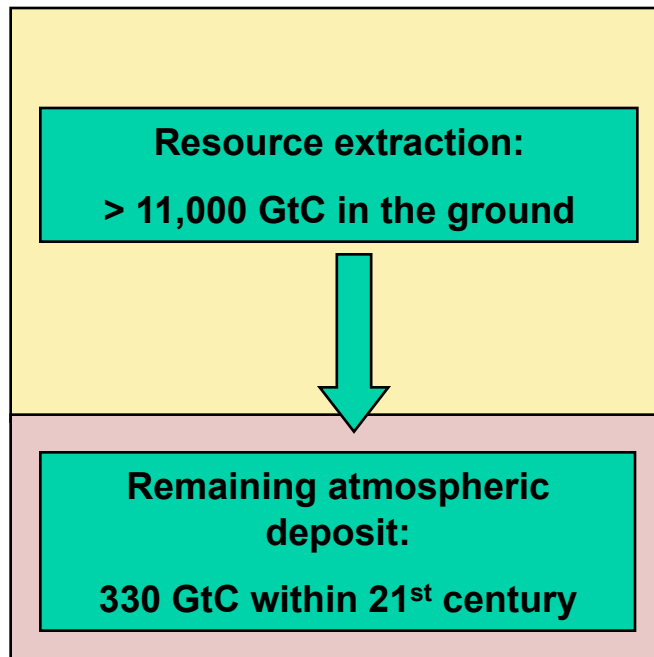 Resource extraction:
> 11,000 GtC in the ground
Remaining atmospheric
deposit:
330 GtC within 21st century